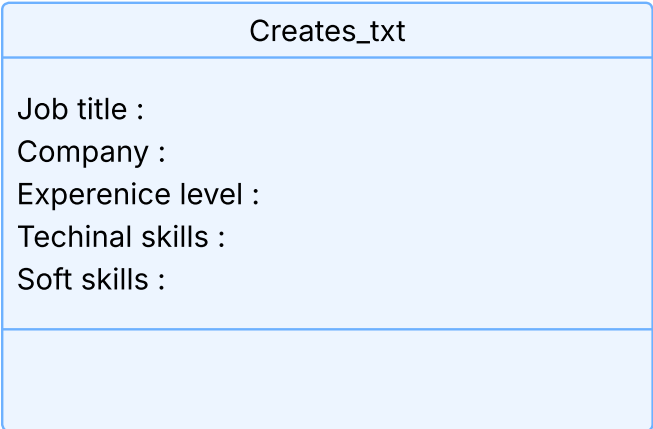 Creates_txt
Job title :
Company :
Experenice level :
Techinal skills :
Soft skills :